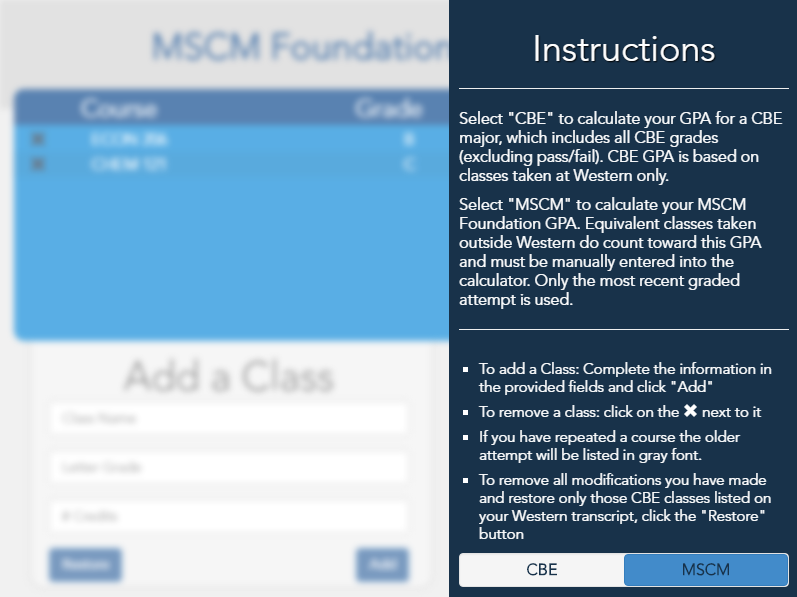 MSCM Foundation
Course Grade
ECON 206 B
CHEM 121 C
Add a Class
Class Name
Letter Grade
# Credits
Restore Add
Instructions
Select "CBE" to calculate your GPA for a CBE
major, which includes all CBE grades
(excluding pass/fail). CBE GPA is based on
classes taken at Western only.
Select "MSCM" to calculate your MSCM
Foundation GPA. Equivalent classes taken
outside Western do count toward this GPA
and must be manually entered into the
calculator. Only the most recent graded
attempt is used.
To add a Class: Complete the information in
the provided fields and click "Add"
To remove a class: click on the ✖ next to it
If you have repeated a course the older
attempt will be listed in gray font.
To remove all modifications you have made
and restore only those CBE classes listed on
your Western transcript, click the "Restore"
button
CBE MSCM